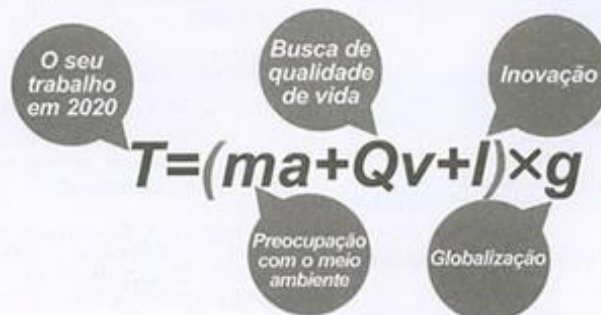 O seu
trabalho
em 2020
Busca de
qualidade
de vida
Inovação
T=(ma+Qv+I)×g
Preocupação
com o meio
ambiente
Globalização